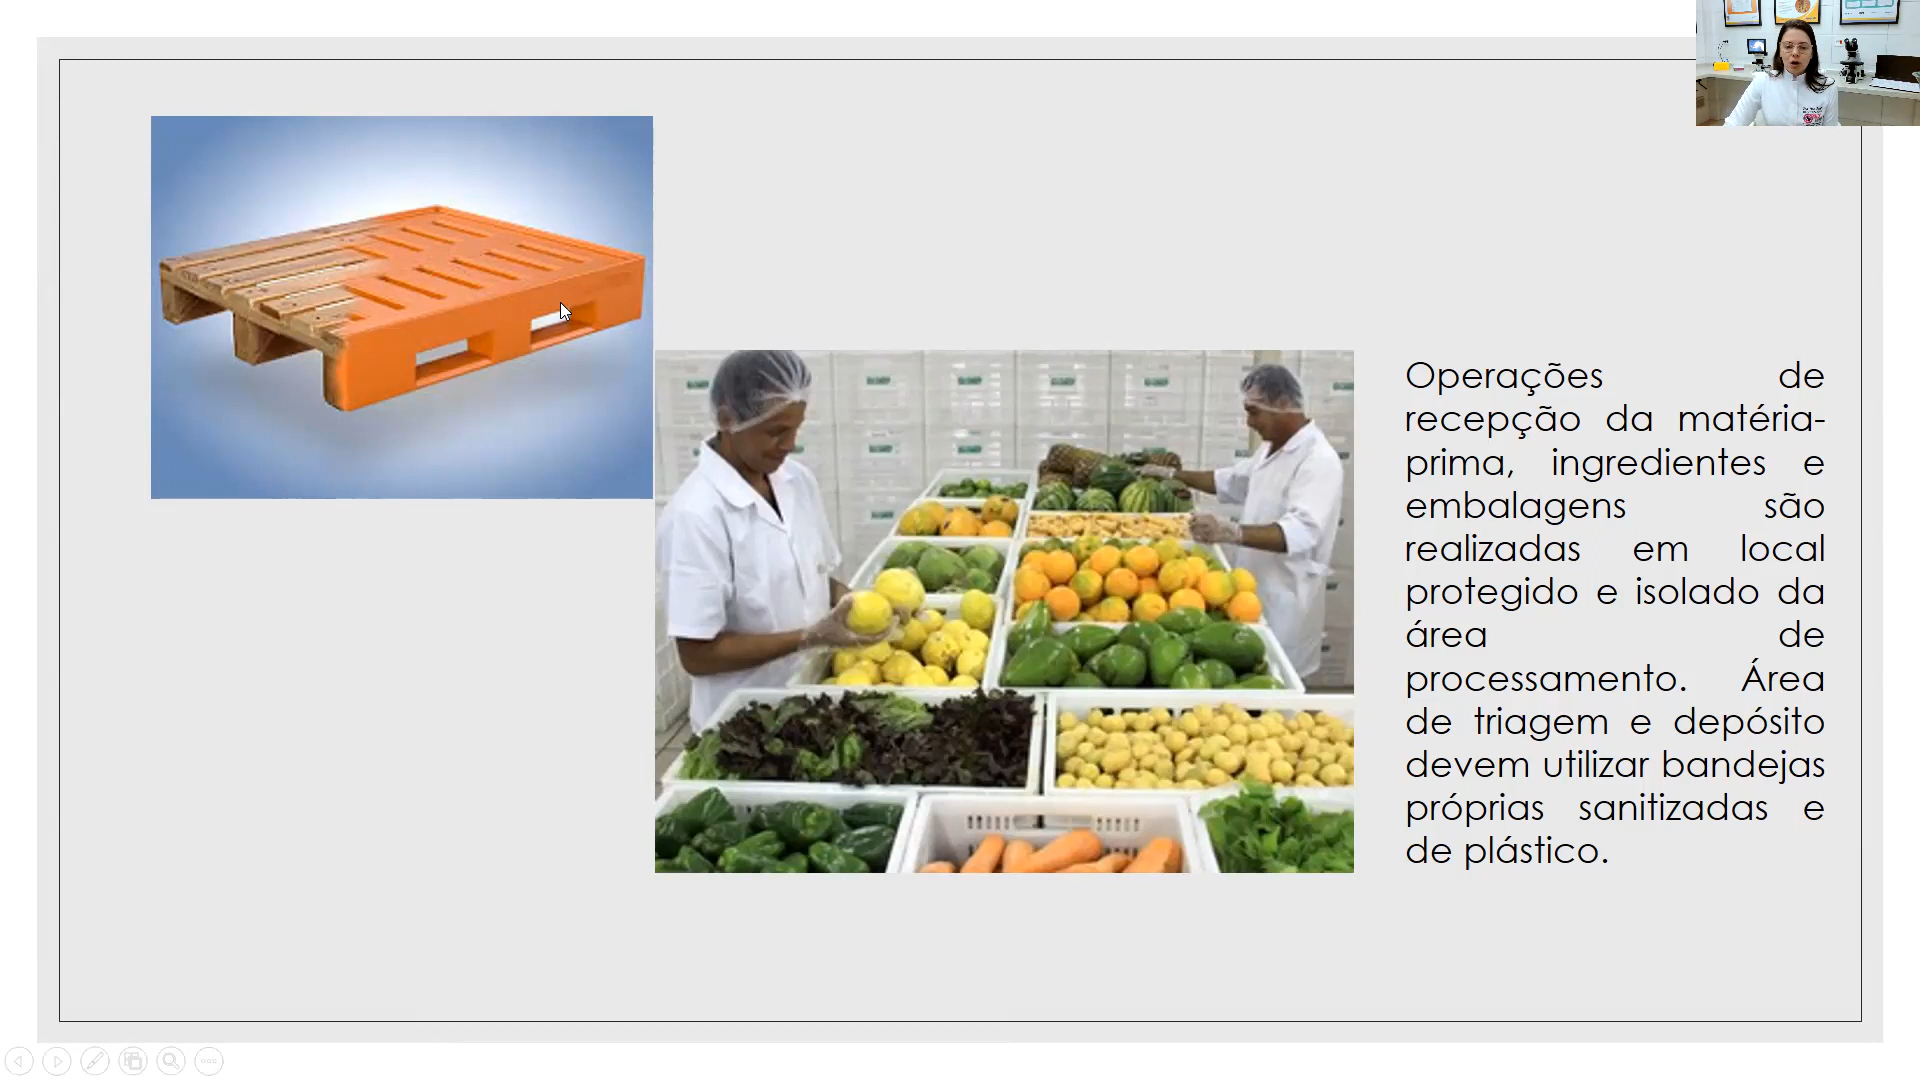 Operações de
recepção da matéria-
prima, ingredientes e
embalagens são
realizadas em local
protegido e isolado da
área de
processamento. Área
de triagem e depósito
devem utilizar bandejas
próprias sanitizadas e
de plástico.